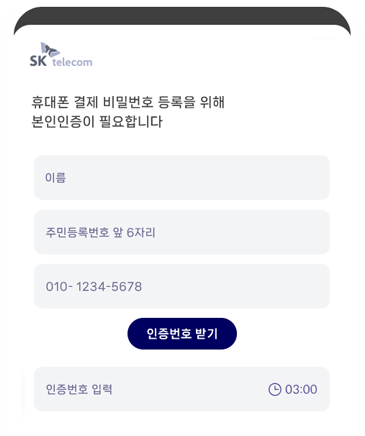 SK telecom
휴대폰 결제 비밀번호 등록을 위해
본인인증이 필요합니다
이름
주민등록번호 앞 6자리
010- 1234-5678
인증번호 받기
인증번호 입력 03:00